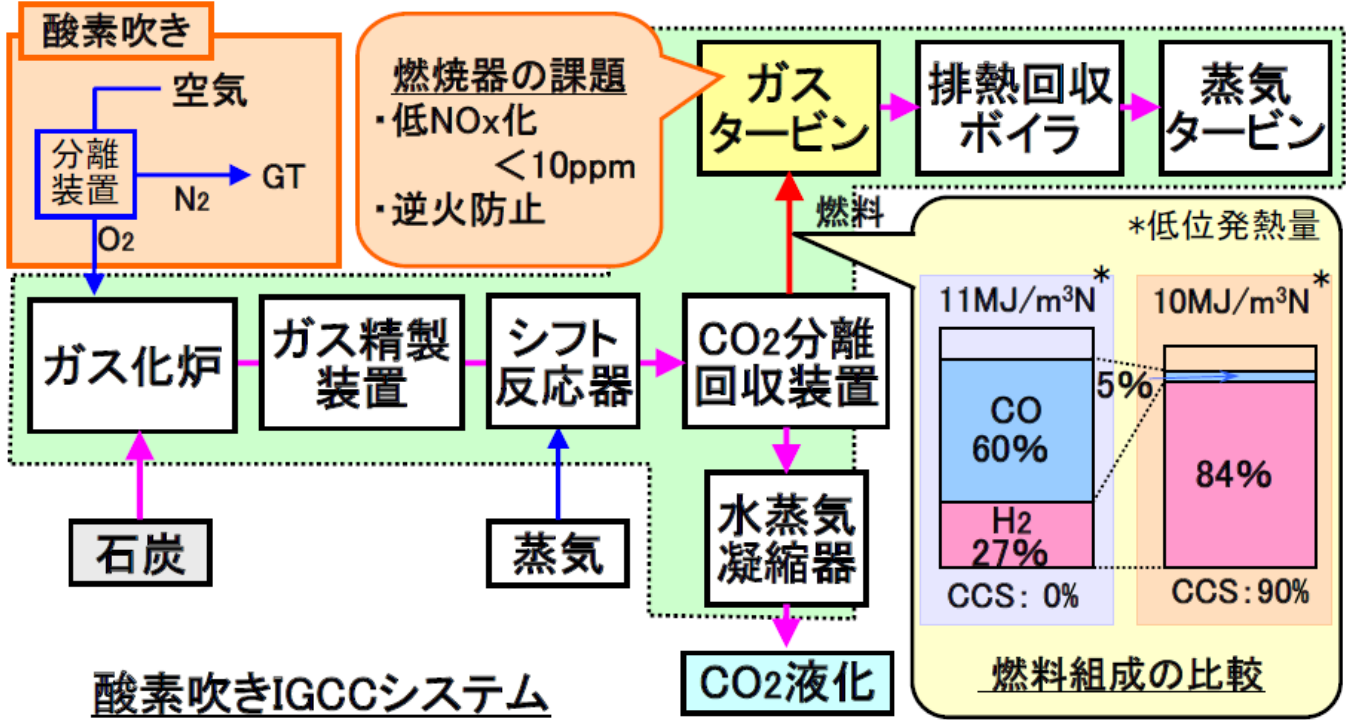 酸素吹き
空気
分離
装置
N2
GT
O2
燃焼器の課題
・低NOx化
＜10ppm
・逆火防止
ガス
タービン
排熱回収
ボイラ
蒸気
タービン
燃料
ガス化炉
ガス精製
装置
シフト
反応器
CO2分離
回収装置
石炭
蒸気
水蒸気
凝縮器
CO2液化
*低位発熱量
11MJ/m³N*
10MJ/m³N*
CO
60%
H2
27%
5%
84%
CCS： 0%
CCS：90%
燃料組成の比較
酸素吹きIGCCシステム